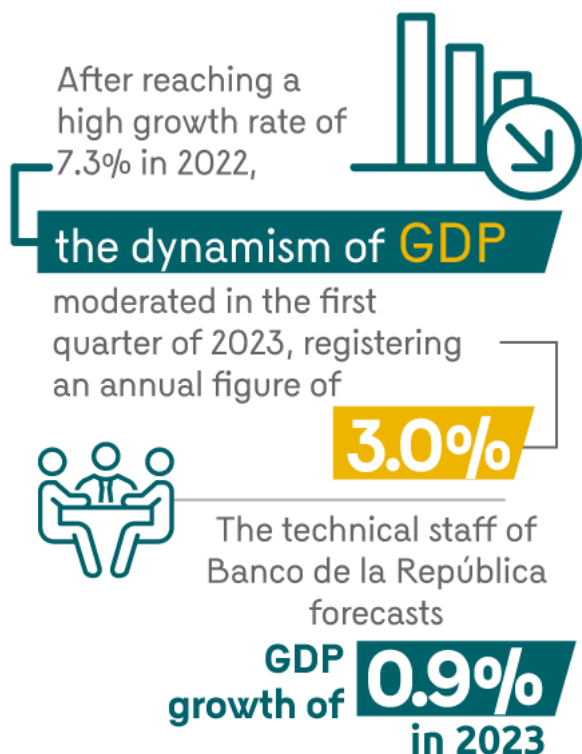 After reaching a
high growth rate of
7.3% in 2022,
the dynamism of GDP
moderated in the first
quarter of 2023, registering
an annual figure of
3.0%
The technical staff of
Banco de la República
forecasts
GDP
growth of
0.9%
in 2023